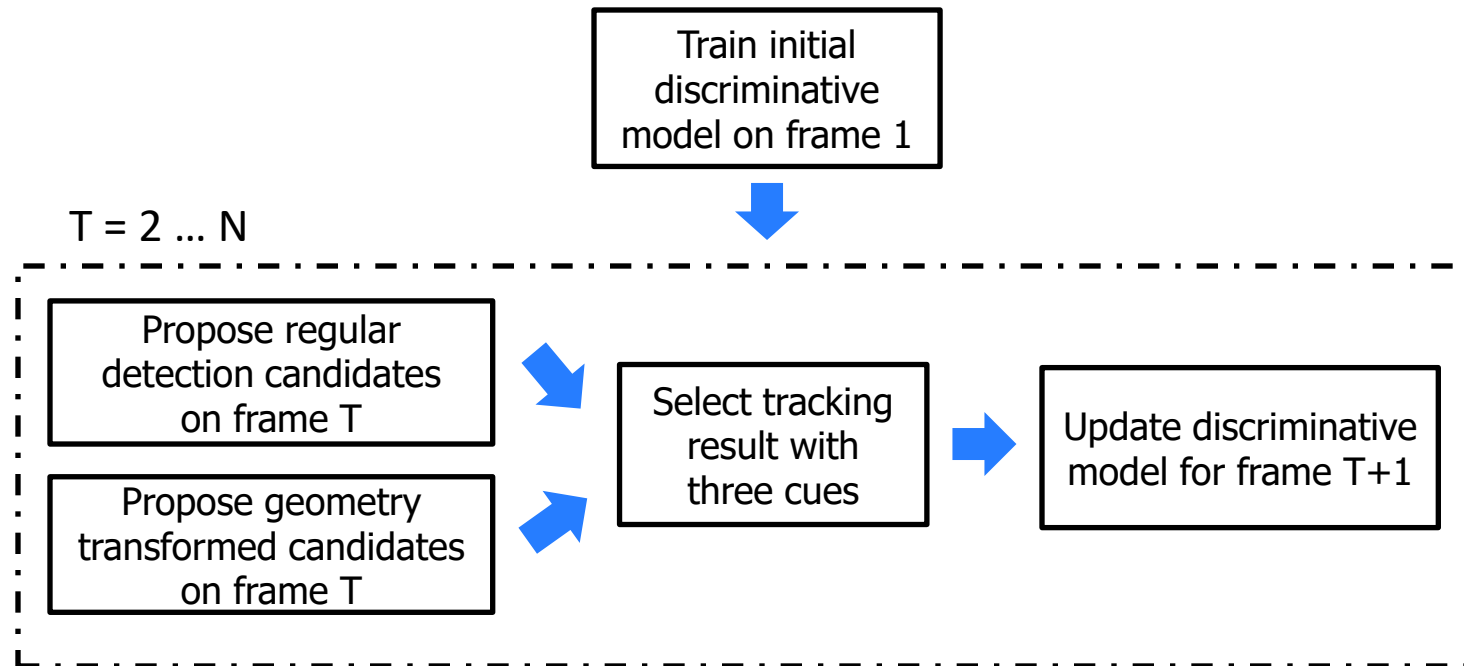 Train initial
discriminative
model on frame 1
T = 2 ... N
Propose regular
detection candidates
on frame T
Propose geometry
transformed candidates
on frame T
Select tracking
result with
three cues
Update discriminative
model for frame T+1